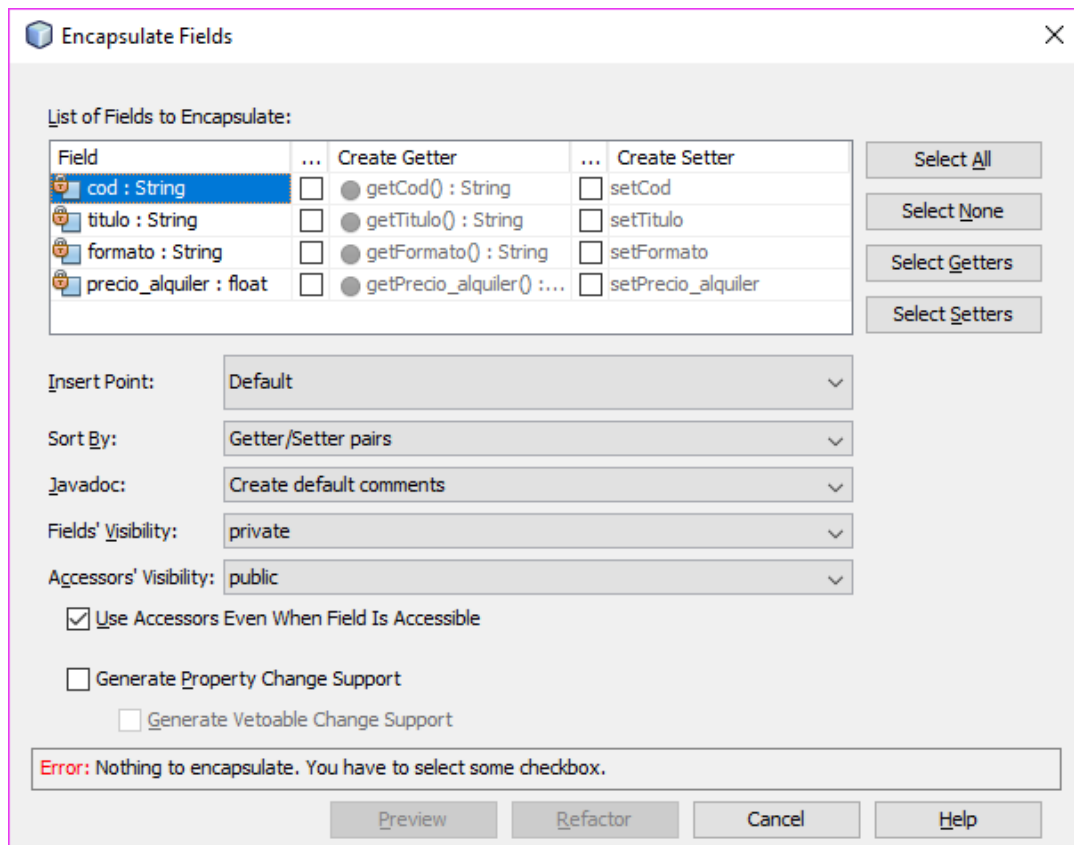 Encapsulate Fields
List of Fields to Encapsulate:
Field ... Create Getter ... Create Setter
cod : String getCod() : String setCod
titulo : String getTitulo() : String setTitulo
formato : String getFormato() : String setFormato
precio_alquiler : float getPrecio_alquiler() :... setPrecio_alquiler
Select All
Select None
Select Getters
Select Setters
Insert Point: Default
Sort By: Getter/Setter pairs
Javadoc: Create default comments
Fields' Visibility: private
Accessors' Visibility: public
Use Accessors Even When Field Is Accessible
Generate Property Change Support
Generate Vetoable Change Support
Error: Nothing to encapsulate. You have to select some checkbox.
Preview Refactor Cancel Help